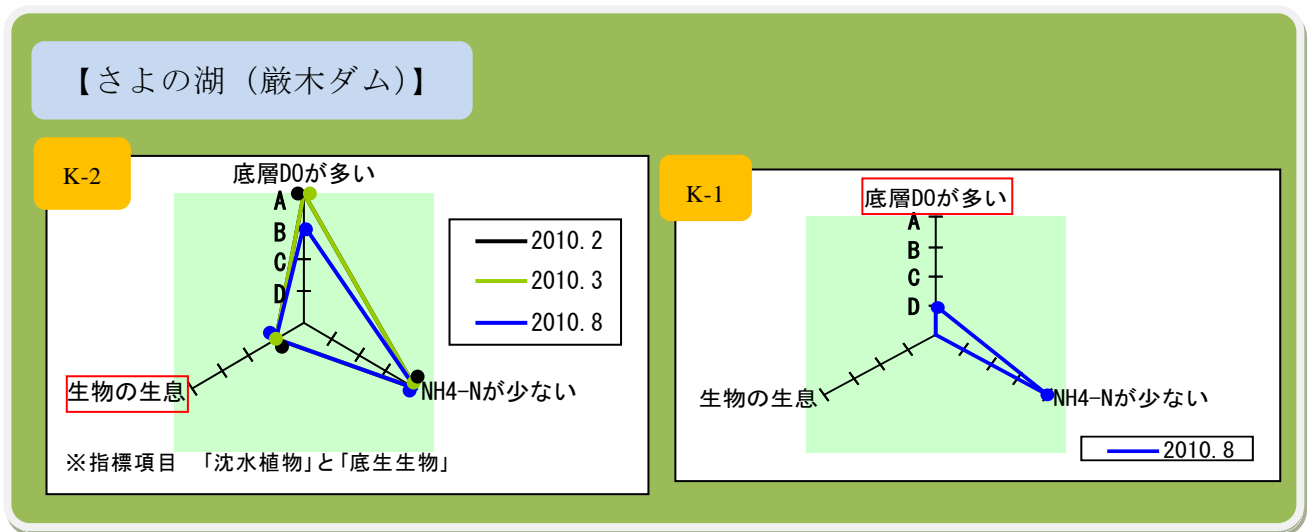 【さよの湖（厳木ダム）】
K-2
底層DOが多い
A
B
C
D
生物の生息
NH4-Nが少ない
2010.2
2010.3
2010.8
※指標項目　「沈水植物」と「底生生物」
K-1
底層DOが多い
A
B
C
D
生物の生息
NH4-Nが少ない
2010.8